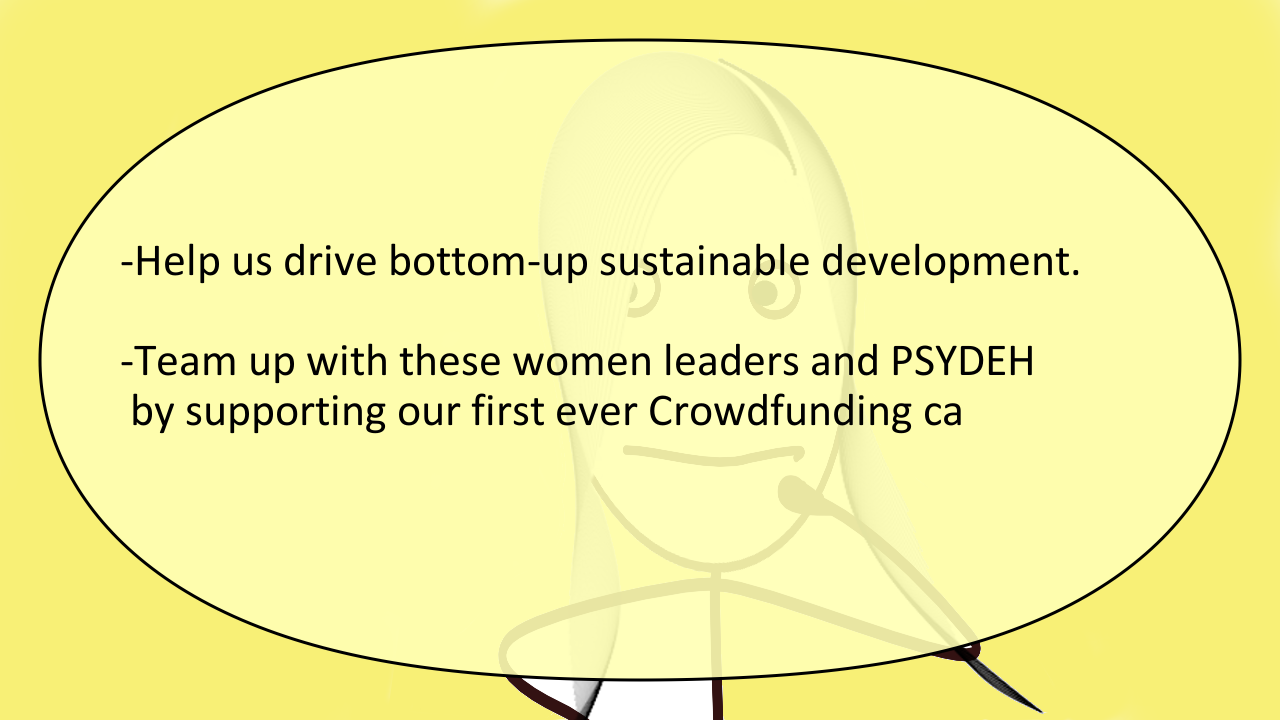 -Help us drive bottom-up sustainable development.
-Team up with these women leaders and PSYDEH
by supporting our first ever Crowdfunding ca